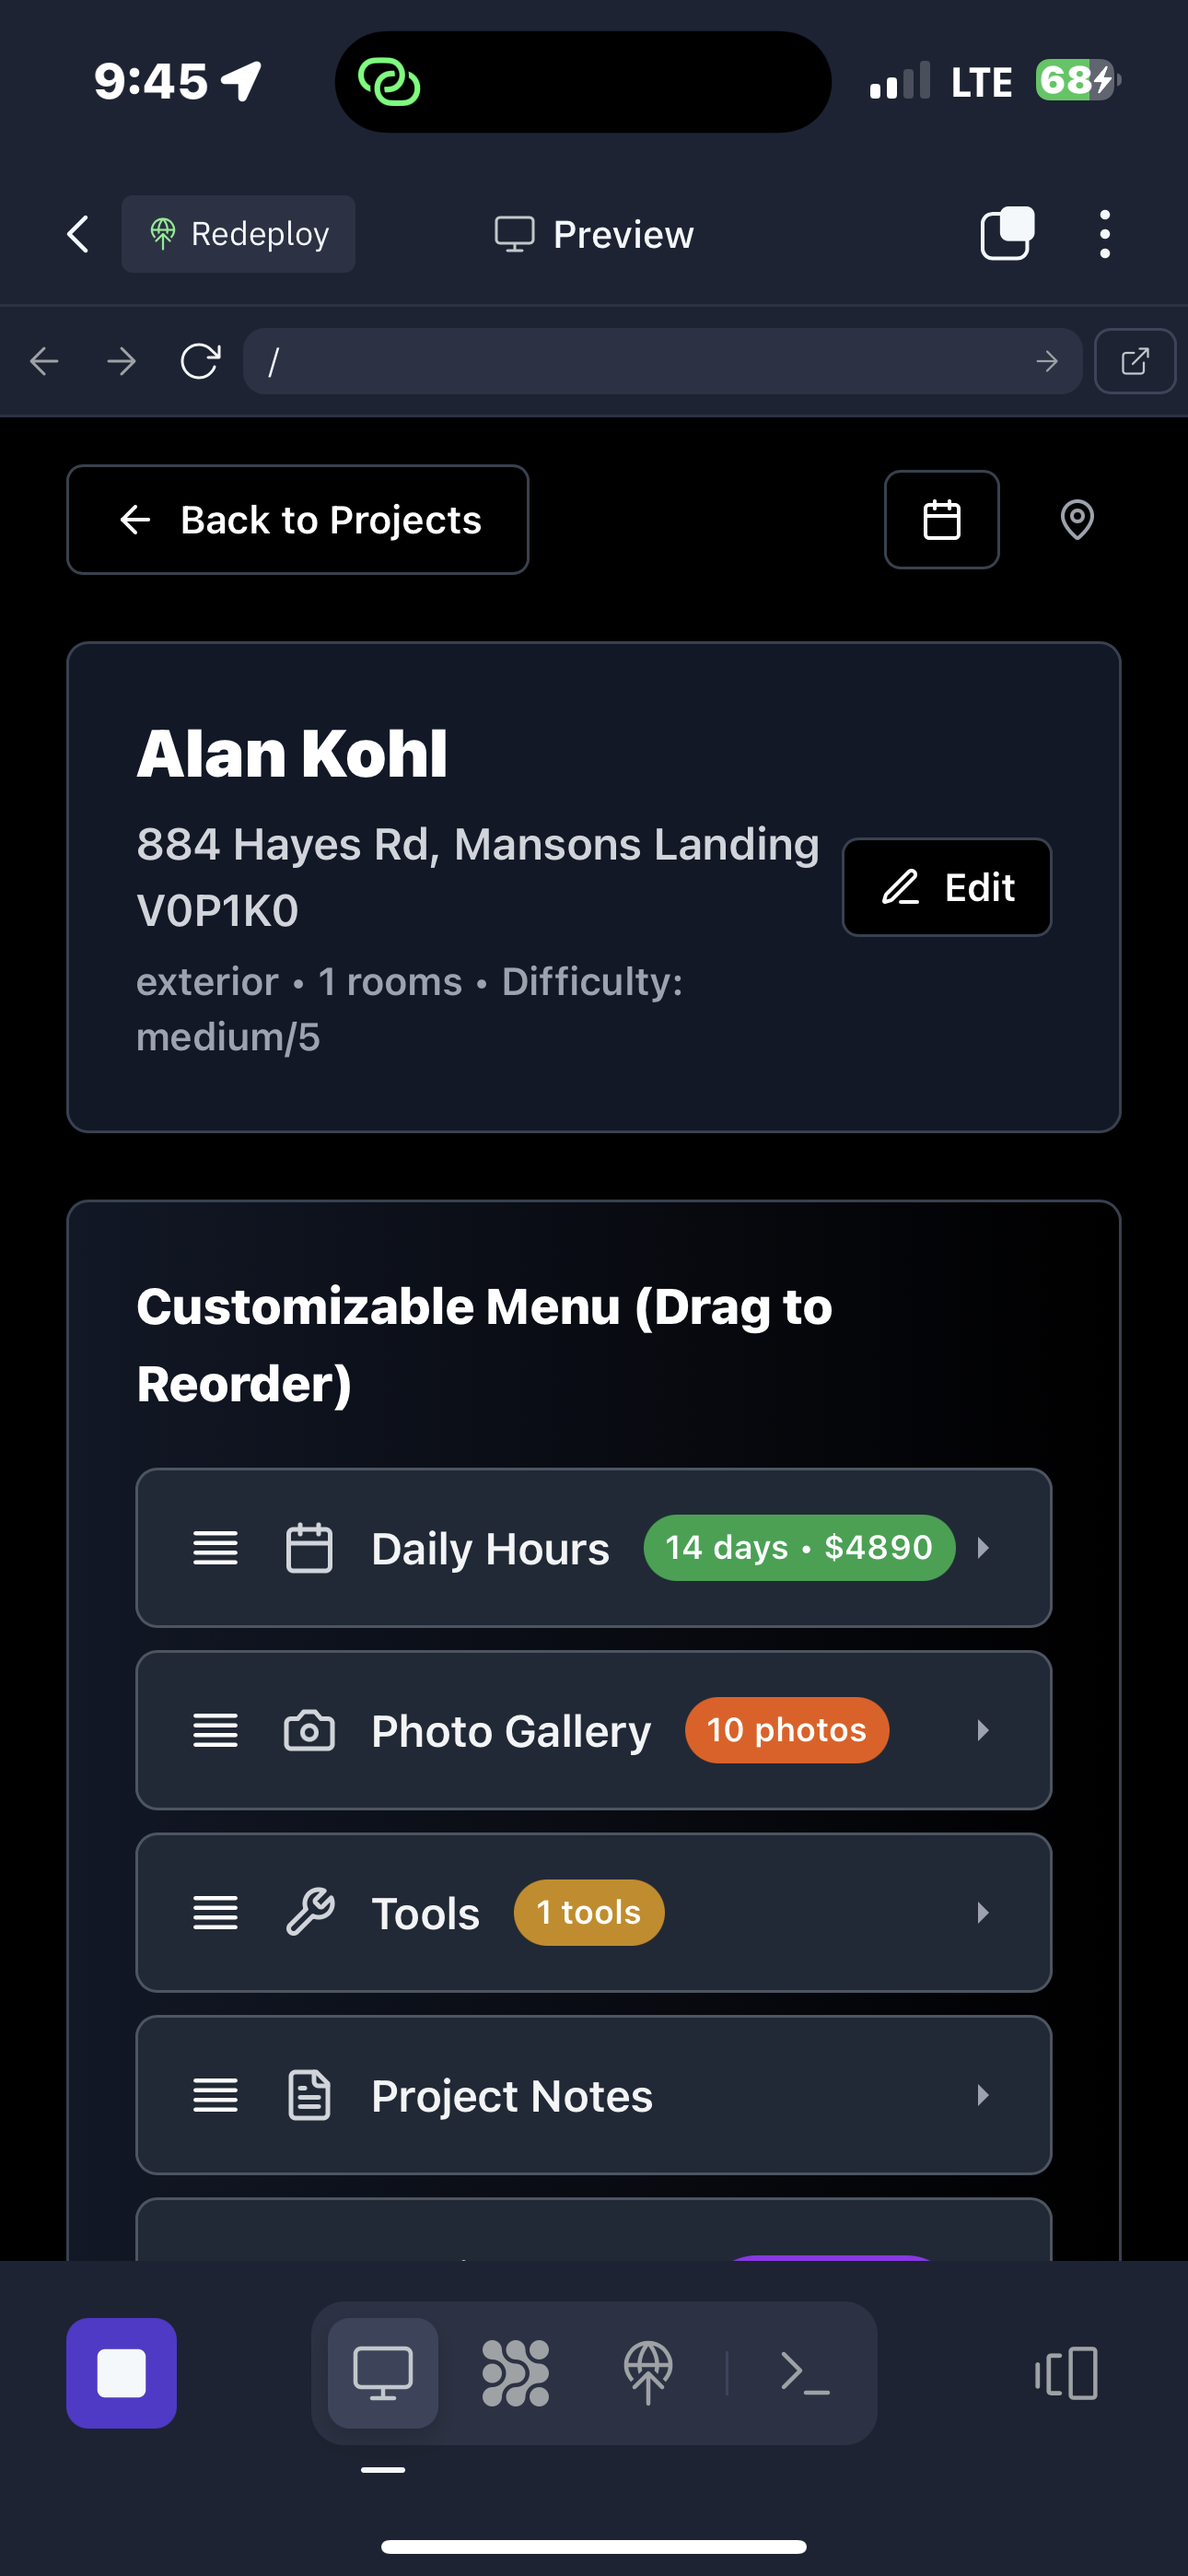 9:45
LTE
68
Redeploy
Preview
/
Back to Projects
Alan Kohl
884 Hayes Rd, Mansons Landing
V0P1K0
Edit
exterior • 1 rooms • Difficulty:
medium/5
Customizable Menu (Drag to
Reorder)
Daily Hours
14 days • $4890
Photo Gallery
10 photos
Tools
1 tools
Project Notes